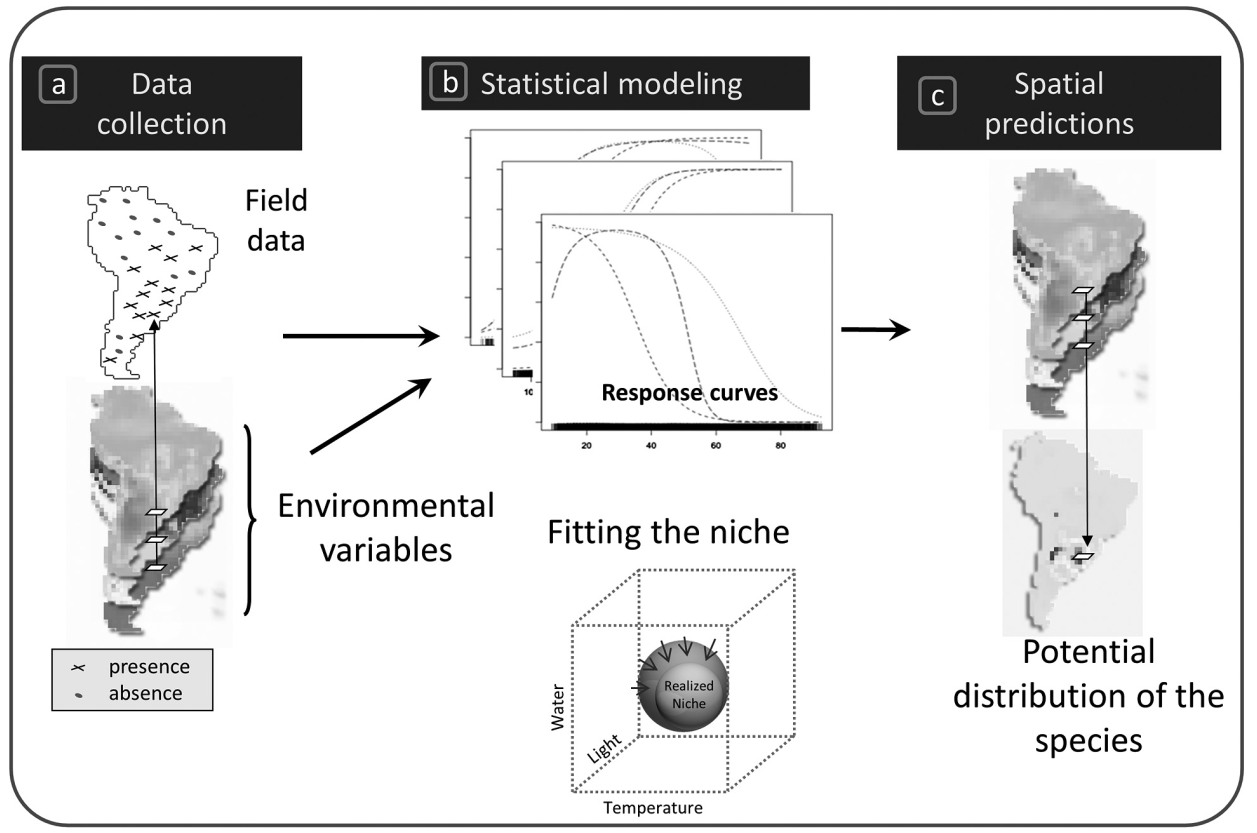 a
Data
collection
Field
data
Environmental
variables
presence
absence
b
Statistical modeling
10
Response curves
20 40 60 80
Fitting the niche
Realized
Niche
Water
Light
Temperature
c
Spatial
predictions
Potential
distribution of the
species